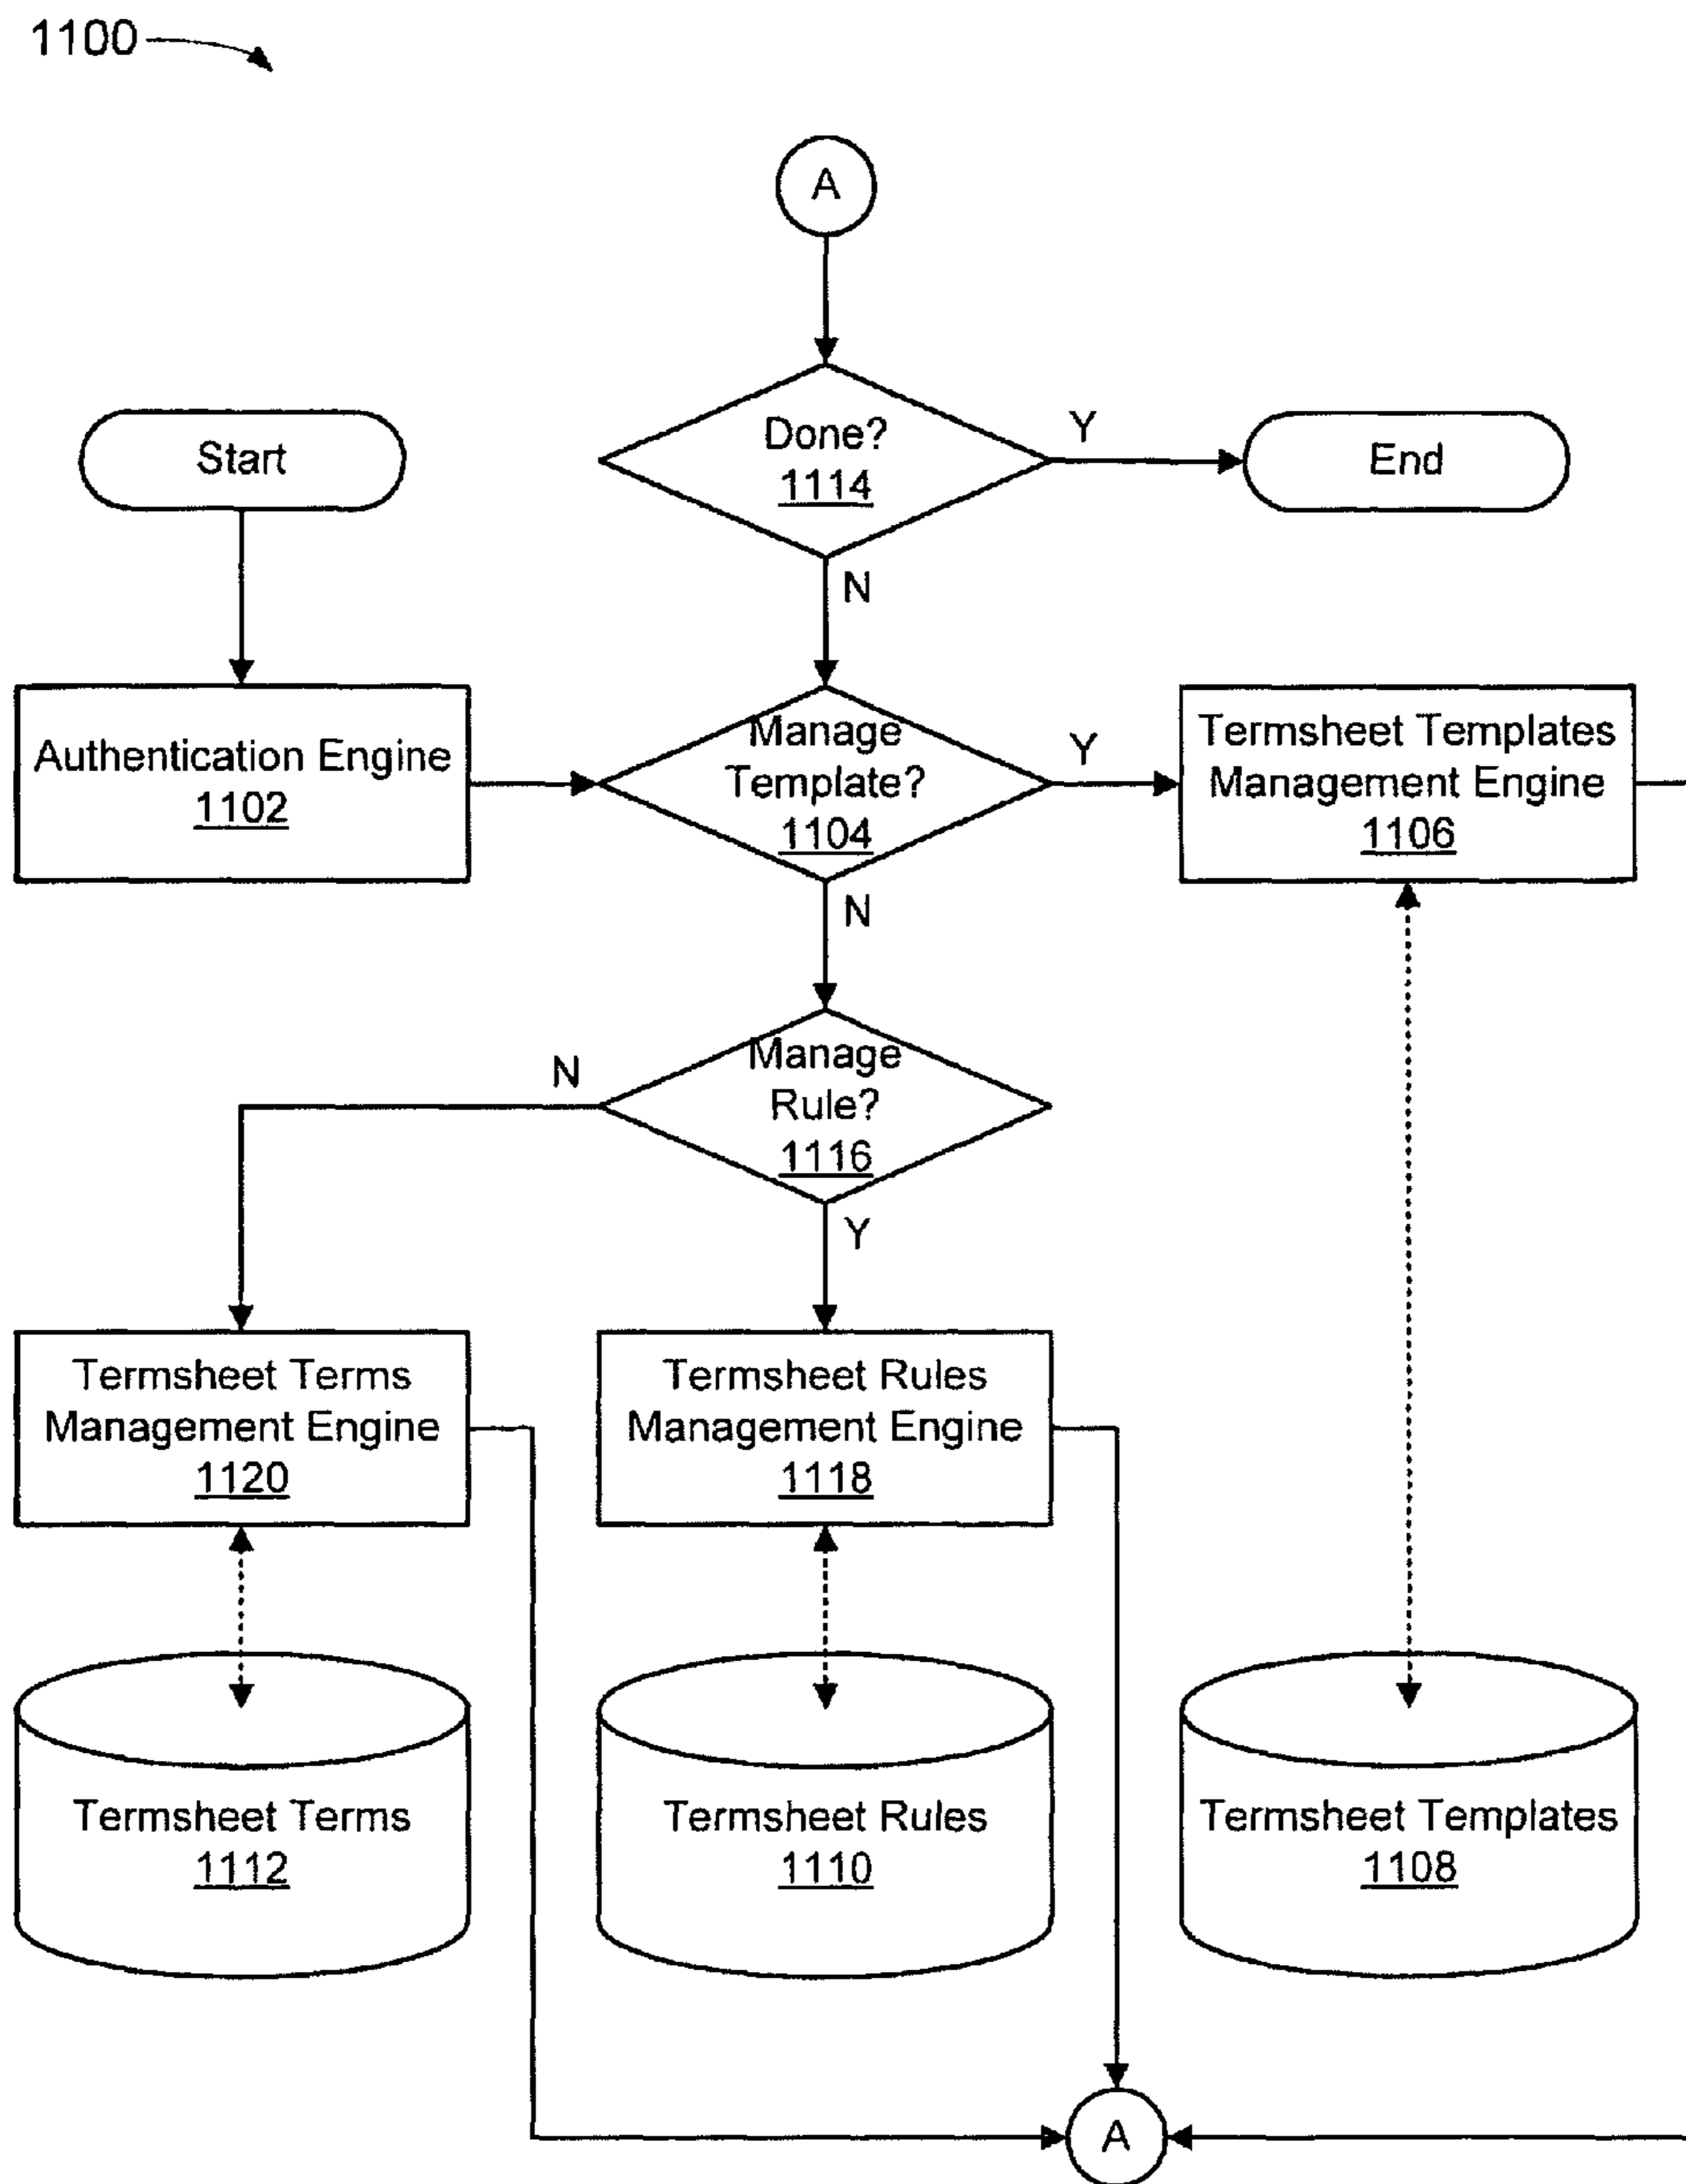 1100
A
Done?
1114
Y
End
Start
N
Authentication Engine
1102
Manage
Template?
1104
Y
Termsheet Templates
Management Engine
1106
N
Manage
Rule?
1116
N
Y
Termsheet Terms
Management Engine
1120
Termsheet Rules
Management Engine
1118
Termsheet Terms
1112
Termsheet Rules
1110
Termsheet Templates
1108
A